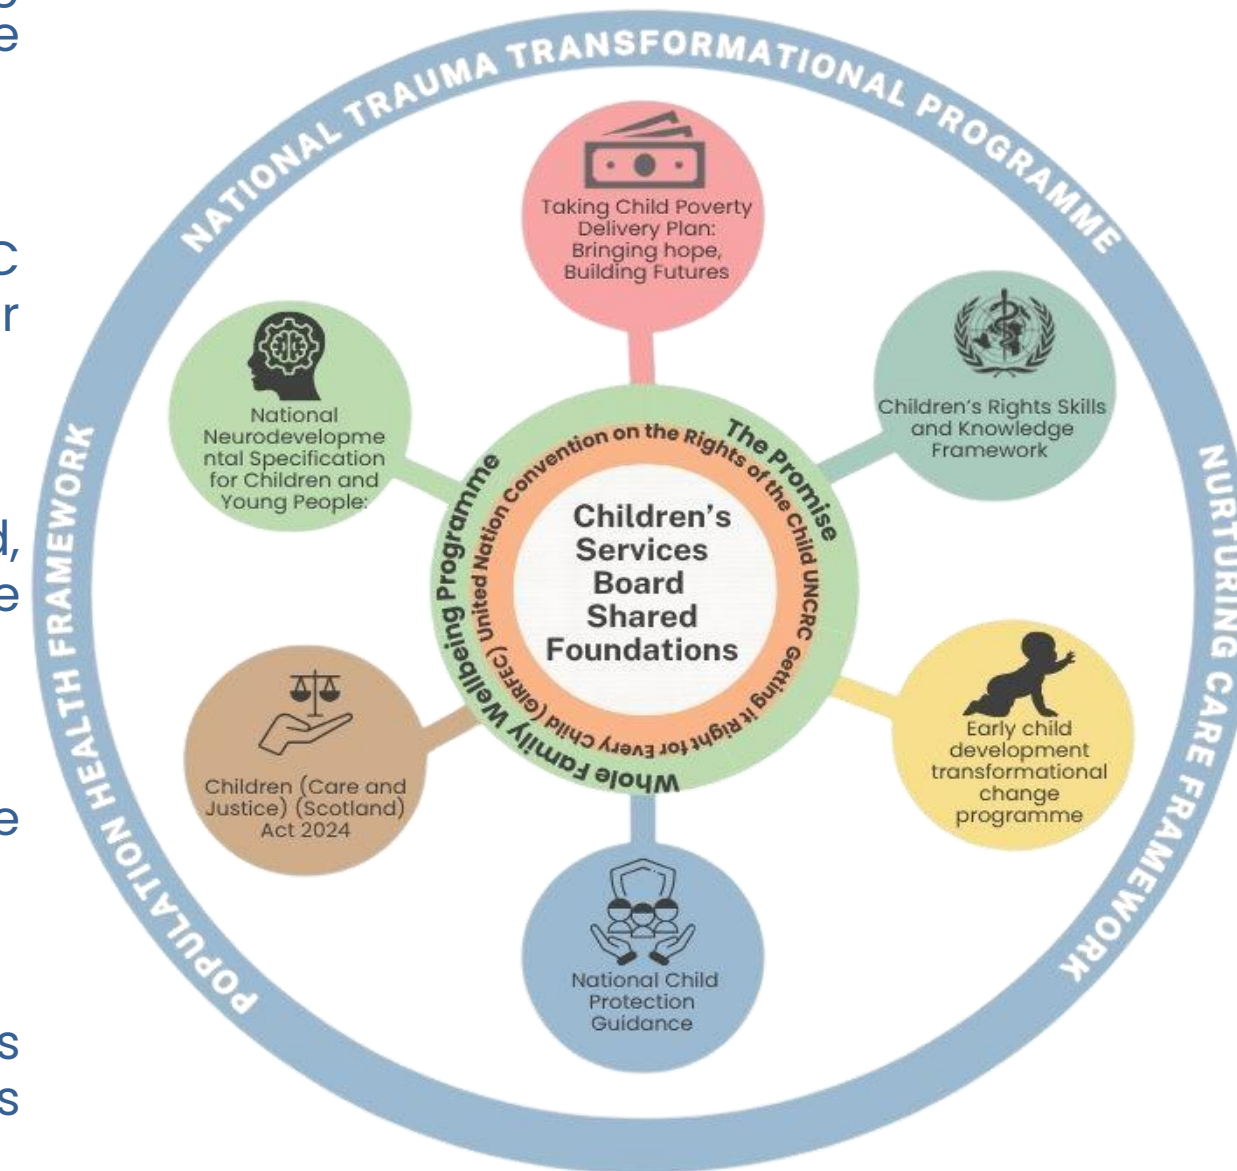 e
C
r
d,
e
e
s
s
NATIONAL TRAUMA TRANSFORMATIONAL PROGRAMME
NURTURING CARE FRAMEWORK
POPULATION HEALTH FRAMEWORK
Taking Child Poverty
Delivery Plan:
Bringing hope,
Building Futures
Children's Rights Skills
and Knowledge
Framework
Early child
development
transformational
change
programme
National Child
Protection
Guidance
Children (Care and
Justice) (Scotland)
Act 2024
National
Neurodevelopme
ntal Specification
for Children and
Young People:
The Promise
Whole Family Wellbeing Programme
United Nation Convention on the Rights of the Child UNCRC
Getting it Right for Every Child (GIRFEC)
Children's
Services
Board
Shared
Foundations